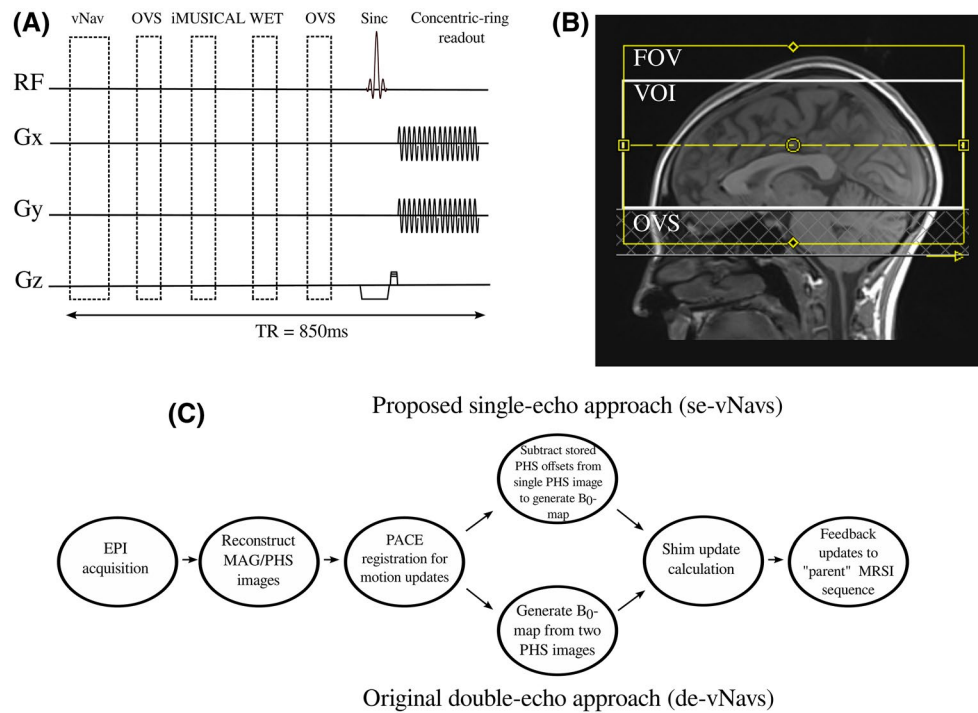 (A)
vNav OVS iMUSICAL WET OVS Sinc Concentric-ring
readout
RF
Gx
Gy
Gz
TR = 850ms
(B)
FOV
VOI
OVS
(C)
Proposed single-echo approach (se-vNavs)
EPI
acquisition
Reconstruct
MAG/PHS
images
PACE
registration for
motion updates
Subtract stored
PHS offsets from
single PHS image
to generate B0-
map
Generate B0-
map from two
PHS images
Shim update
calculation
Feedback
updates to
"parent" MRSI
sequence
Original double-echo approach (de-vNavs)